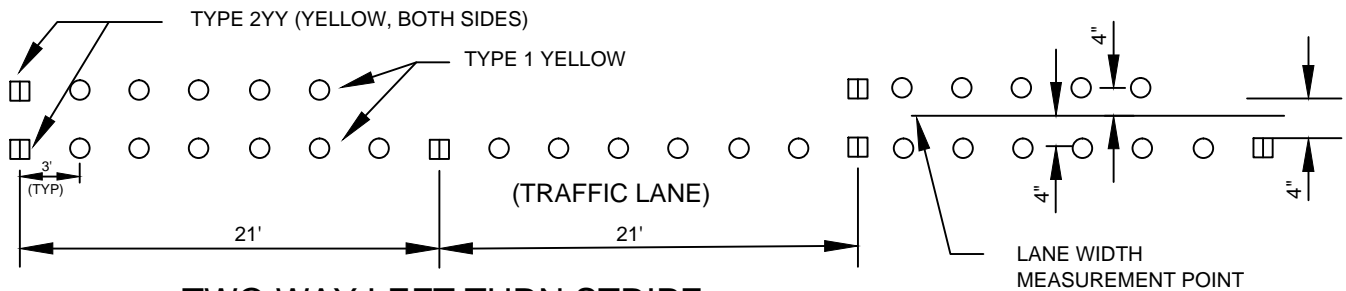 TYPE 2YY (YELLOW, BOTH SIDES)
TYPE 1 YELLOW
4"
3'
(TYP)
(TRAFFIC LANE)
4"
4"
21'
21'
LANE WIDTH
MEASUREMENT POINT